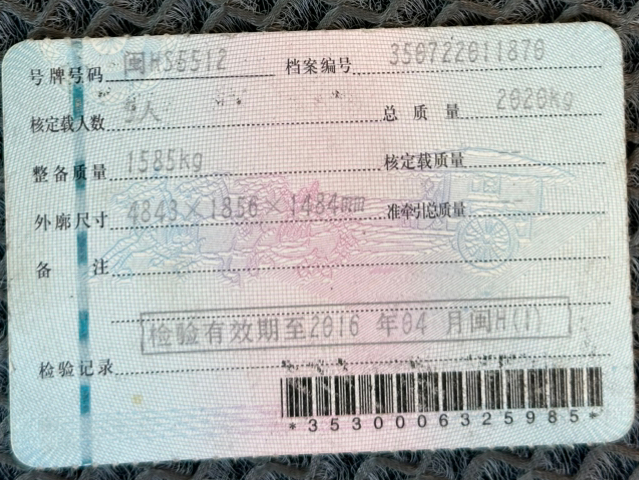 号牌号码 闽HS5512 档案编号 350722011870
核定载人数 5人 总质量 2020kg
整备质量 1585kg 核定载质量
外廓尺寸 4843×1856×1484mm 准牵引总质量
备注
检验有效期至2016 年04 月闽H(1)
检验记录
*3530006325985*